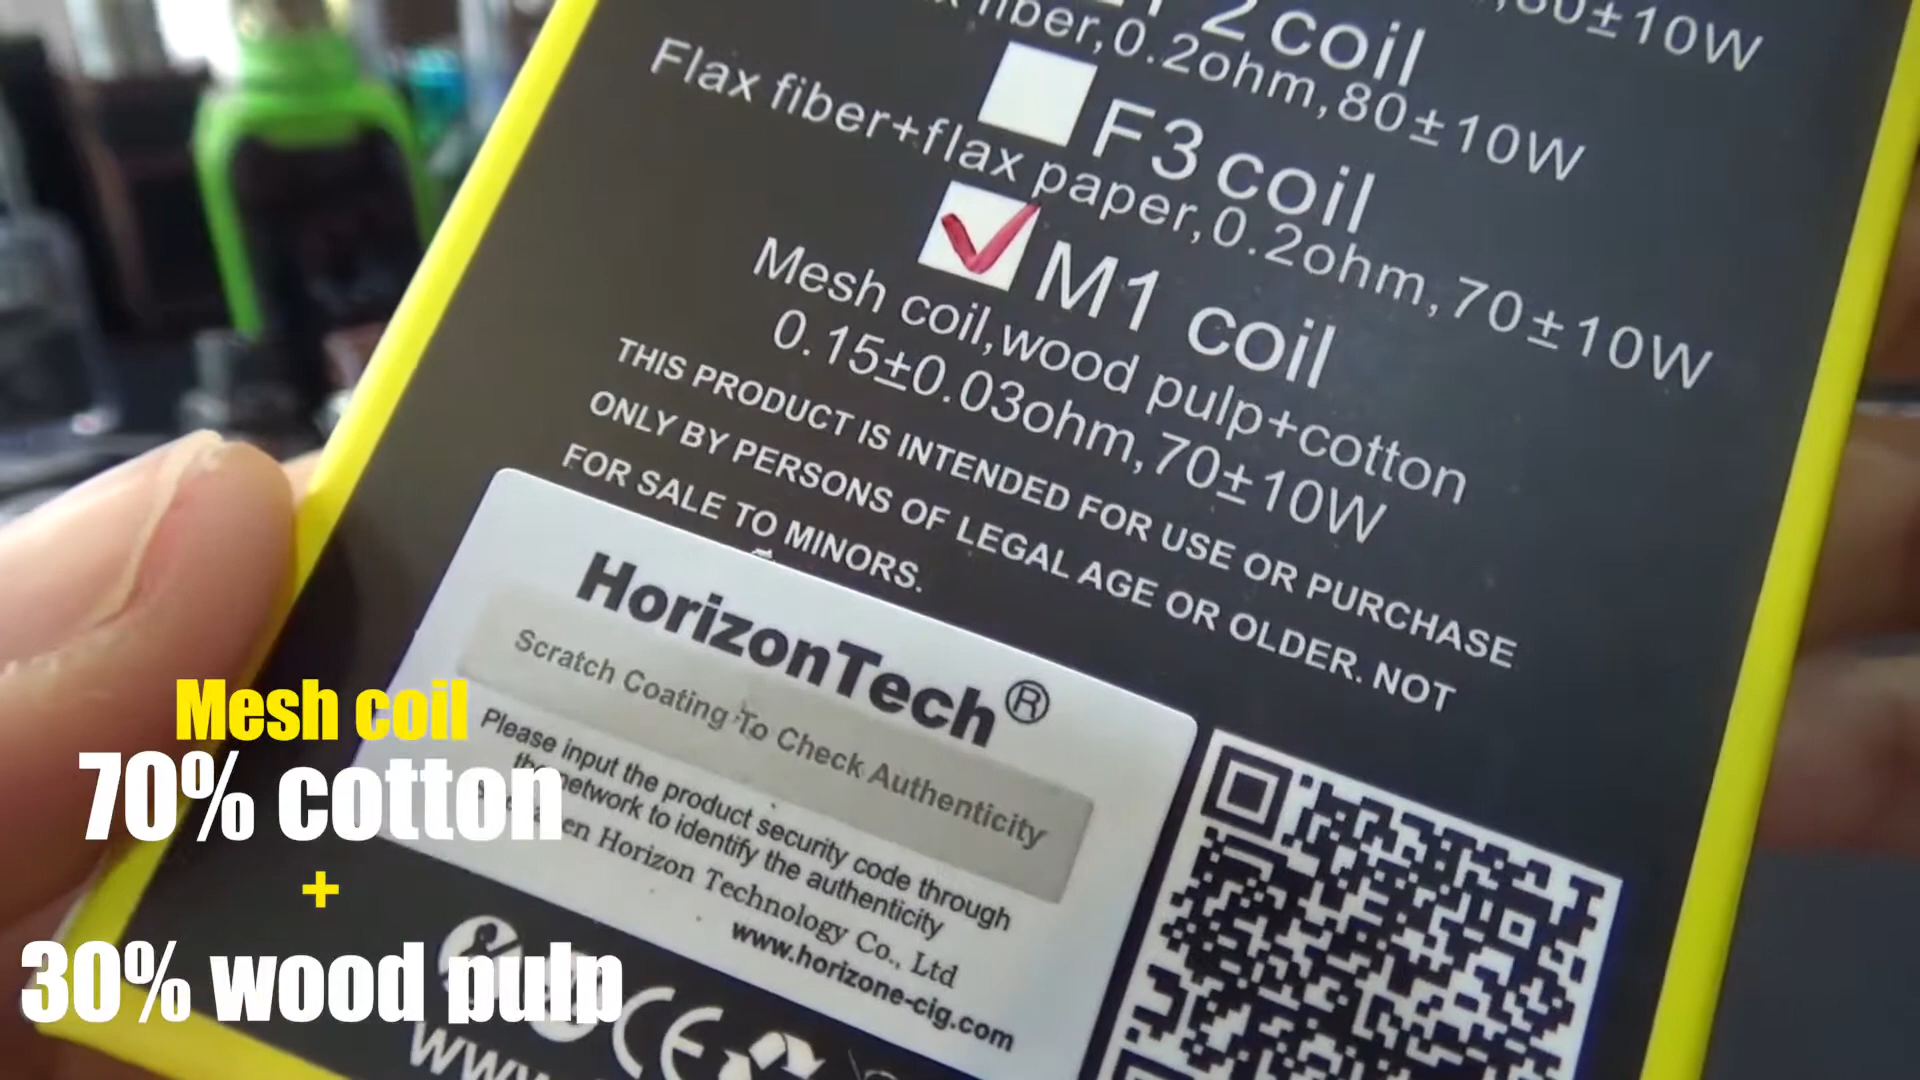 2 coil
fiber,0.2ohm,80±10W
F3 coil
Flax fiber+flax paper,0.2ohm,70±10W
M1 coil
Mesh coil,wood pulp+cotton
0.15±0.03ohm,70±10W
THIS PRODUCT IS INTENDED FOR USE OR PURCHASE
ONLY BY PERSONS OF LEGAL AGE OR OLDER. NOT
FOR SALE TO MINORS.
HorizonTech®
Scratch Coating To Check Authenticity
Please input the product security code through
the network to identify the authenticity
Horizon Technology Co., Ltd
www.horizone-cig.com
CE
Mesh coil
70% cotton
+
30% wood pulp